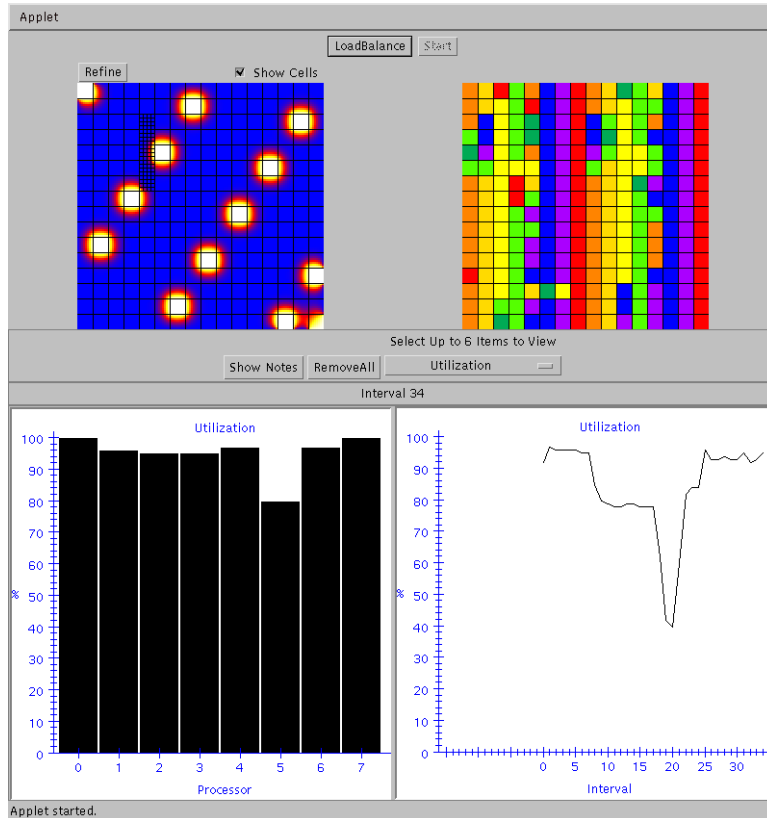 Applet
LoadBalance Start
Refine Show Cells
Select Up to 6 Items to View
Show Notes RemoveAll Utilization
Interval 34
Utilization
100
90
80
70
60
50
40
30
20
10
0
%
0 1 2 3 4 5 6 7
Processor
Utilization
100
90
80
70
60
50
40
30
20
10
0
%
0 5 10 15 20 25 30
Interval
Applet started.